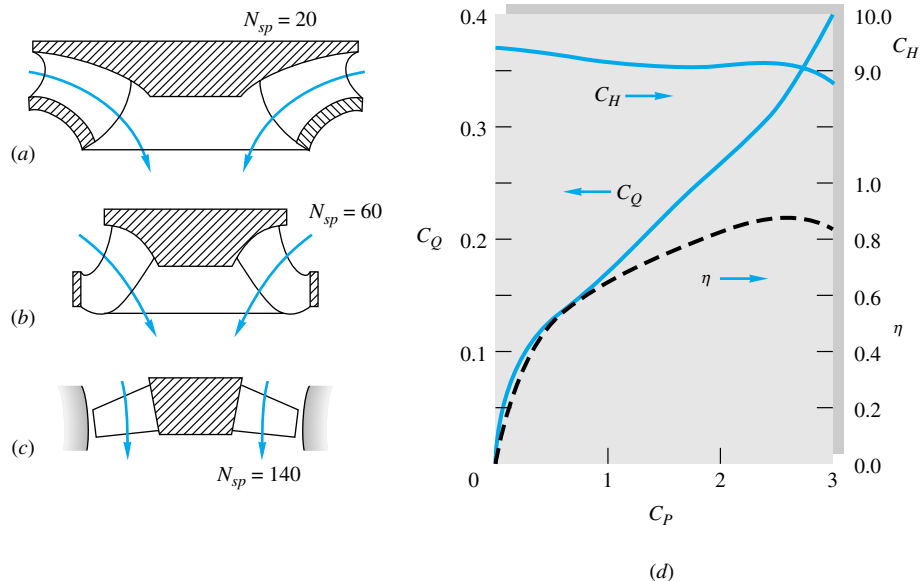 N_sp = 20
(a)
N_sp = 60
(b)
(c)
N_sp = 140
0.4
0.3
C_Q
0.2
0.1
0
1
2
3
C_P
C_H
C_Q
η
10.0
C_H
9.0
1.0
0.8
0.6
η
0.4
0.2
0.0
(d)